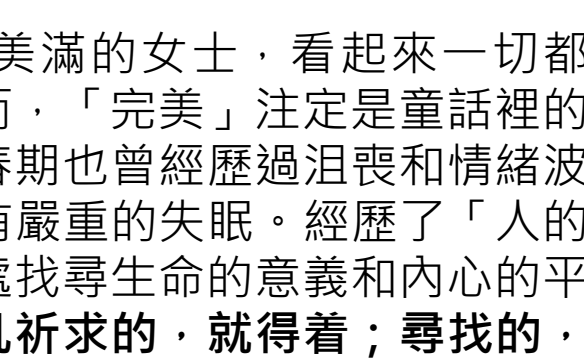 美滿的女士，看起來一切都
而，「完美」注定是童話裡的
春期也曾經歷過沮喪和情緒波
有嚴重的失眠。經歷了「人的
處找尋生命的意義和內心的平
凡祈求的，就得着；尋找的，